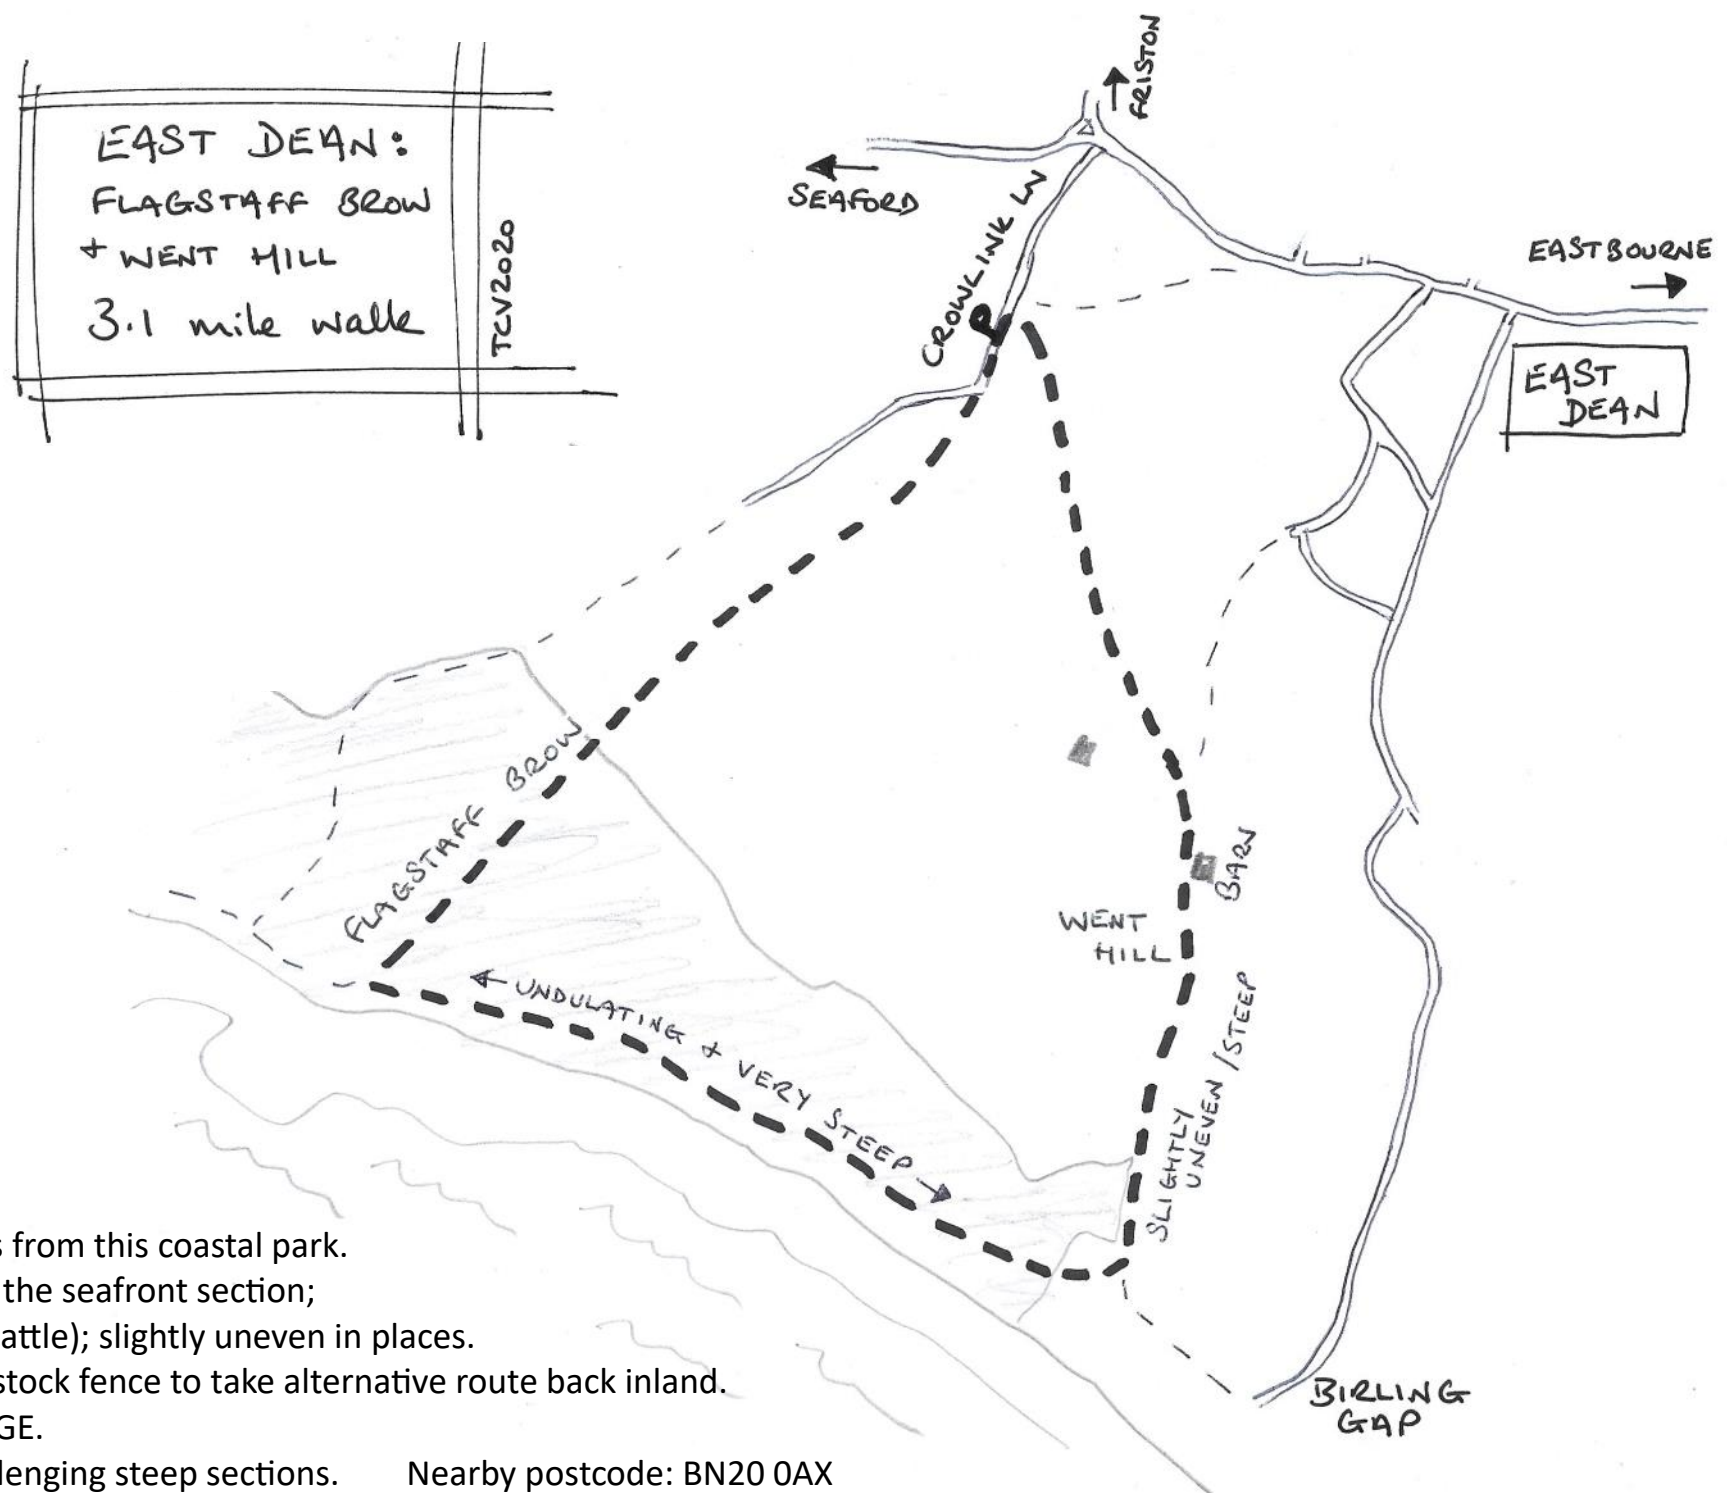 EAST DEAN:
FLAGSTAFF BROW
+ WENT HILL
3.1 mile walk
TCV2020
FRISTON
SEAFORD
CROWLINK LN
P
EASTBOURNE
EAST
DEAN
FLAGSTAFF BROW
BARN
WENT
HILL
UNDULATING + VERY STEEP
SLIGHTLY
UNEVEN / STEEP
BIRLING
GAP
s from this coastal park.
the seafront section;
attle); slightly uneven in places.
stock fence to take alternative route back inland.
GE.
lenging steep sections. Nearby postcode: BN20 0AX